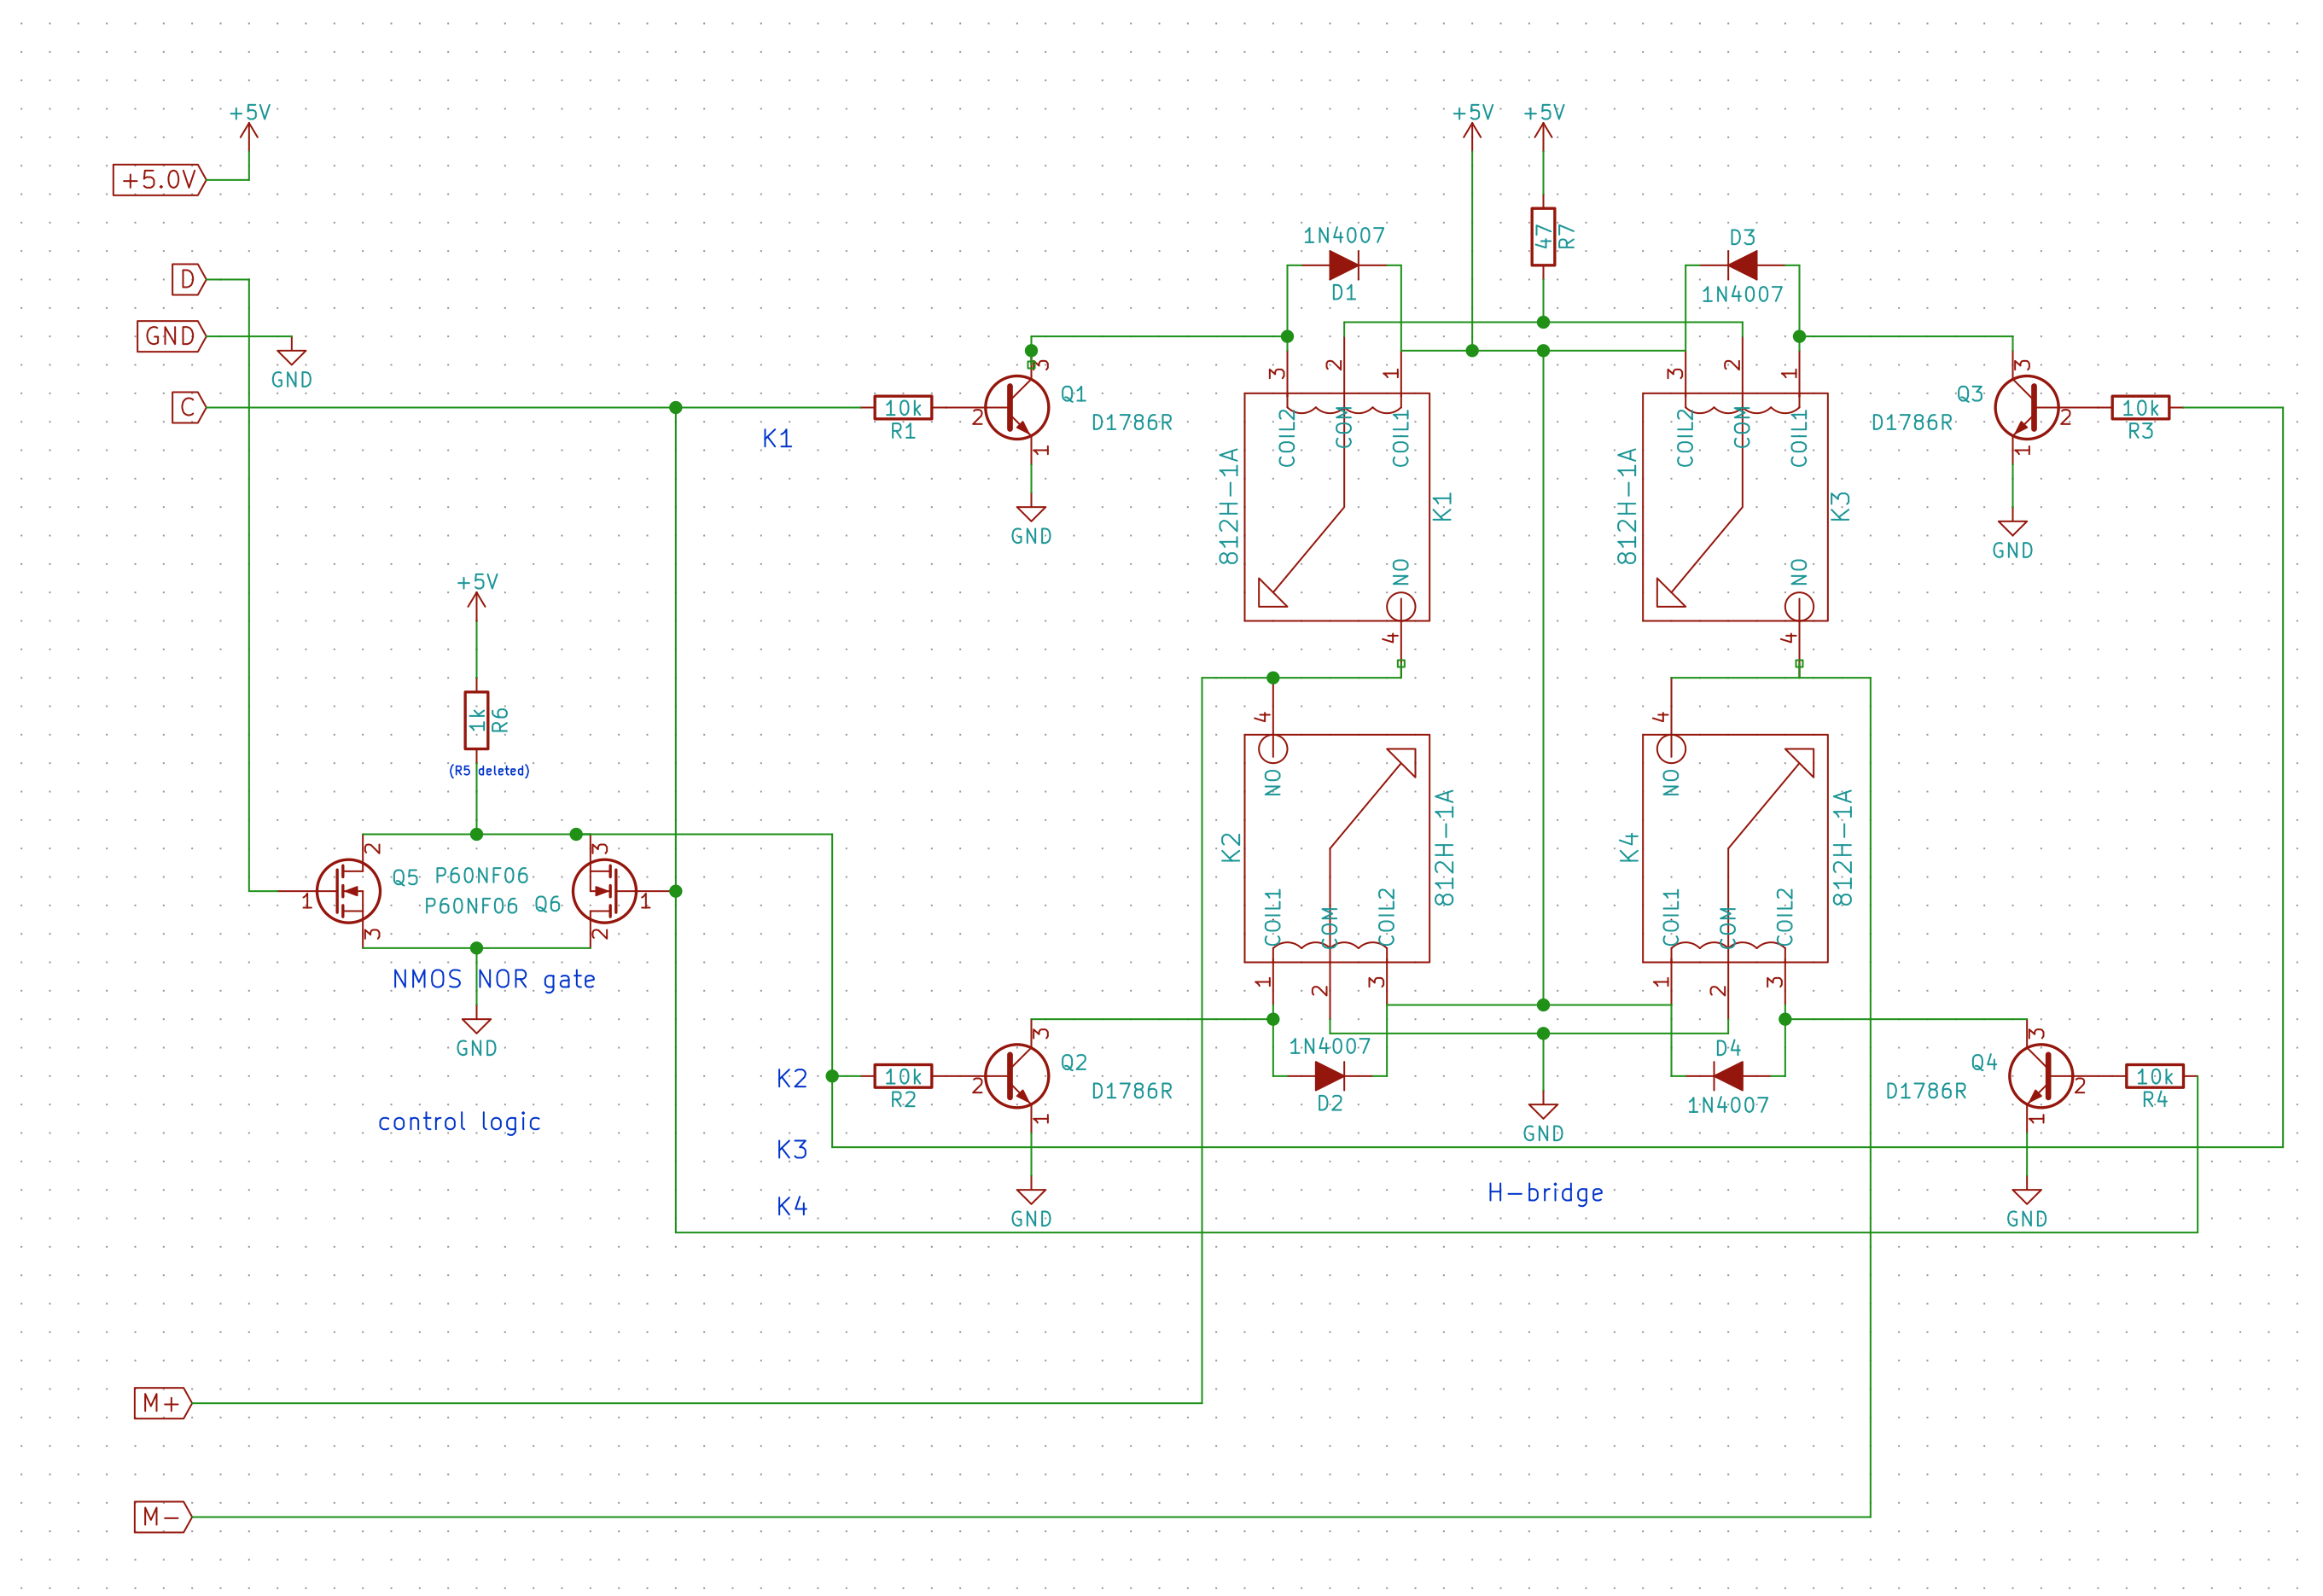 +5V
+5V
+5V
+5.0V
47
R7
1N4007
D1
D3
1N4007
D
GND
GND
C
10k
R1
K1
2
3
1
Q1
D1786R
GND
3
2
1
COIL2
COM
COIL1
812H-1A
K1
NO
4
3
2
1
COIL2
COM
COIL1
812H-1A
K3
NO
4
D1786R
Q3
3
2
1
10k
R3
GND
+5V
1k
R6
(R5 deleted)
2
Q5
P60NF06
P60NF06
Q6
1
3
3
1
2
NMOS NOR gate
GND
control logic
4
NO
K2
812H-1A
COIL1
COM
COIL2
1
2
3
4
NO
K4
812H-1A
COIL1
COM
COIL2
1
2
3
K2
10k
R2
2
3
1
Q2
D1786R
GND
1N4007
D2
D4
1N4007
GND
D1786R
Q4
3
2
1
10k
R4
GND
K3
K4
H-bridge
M+
M-